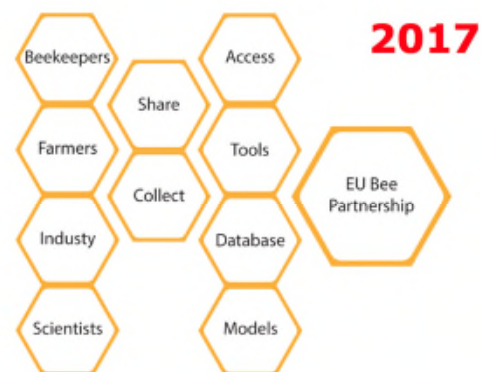 2017
Beekeepers
Farmers
Industy
Scientists
Share
Collect
Access
Tools
Database
Models
EU Bee
Partnership